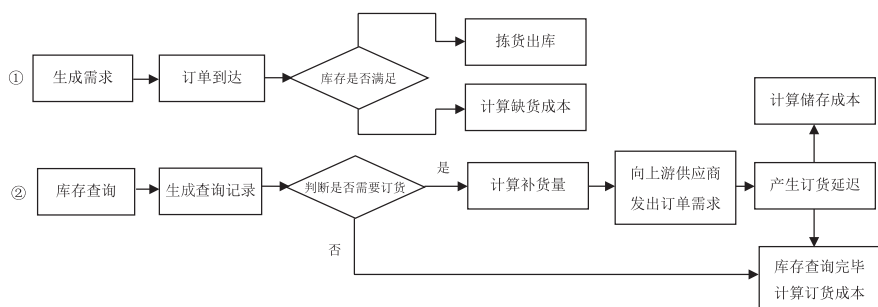 ①
生成需求
订单到达
库存是否满足
拣货出库
计算缺货成本
②
库存查询
生成查询记录
判断是否需要订货
是
否
计算补货量
向上游供应商
发出订单需求
产生订货延迟
计算储存成本
库存查询完毕
计算订货成本